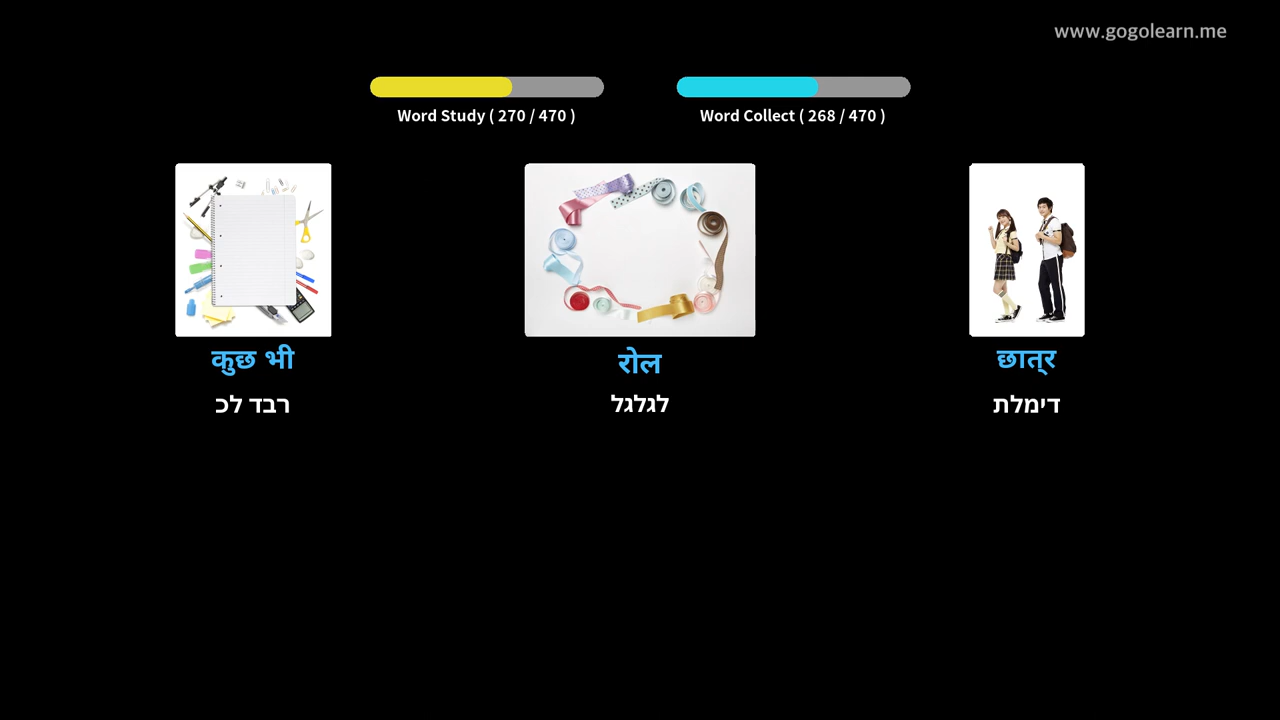 www.gogolearn.me
Word Study ( 270 / 470 )
Word Collect ( 268 / 470 )
कुछ भी
रोल
छात्र
רבד לכ
לגלגל
דימלת